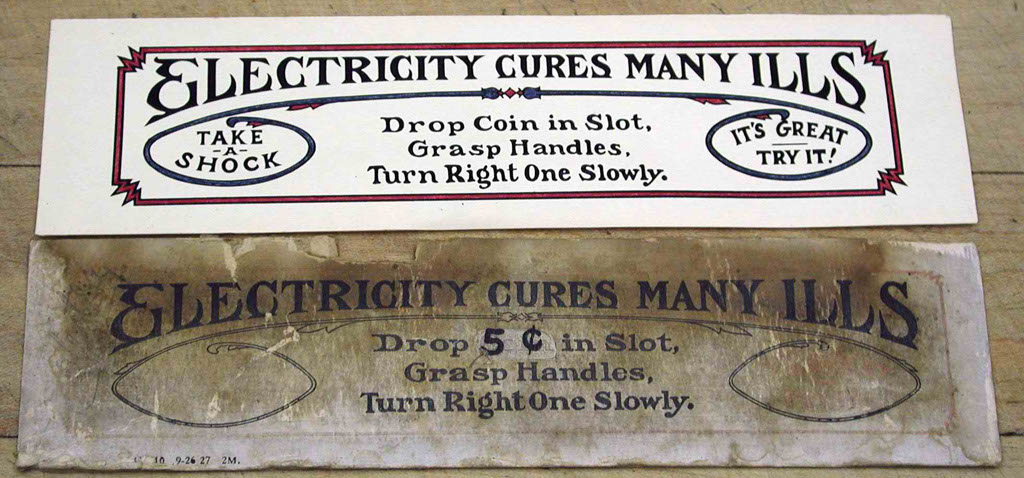 ELECTRICITY CURES MANY ILLS
TAKE
-A-
SHOCK
Drop Coin in Slot,
Grasp Handles,
Turn Right One Slowly.
IT'S GREAT
TRY IT!
ELECTRICITY CURES MANY ILLS
Drop 5 ¢ in Slot,
Grasp Handles,
Turn Right One Slowly.
10 9-26 27 2M.